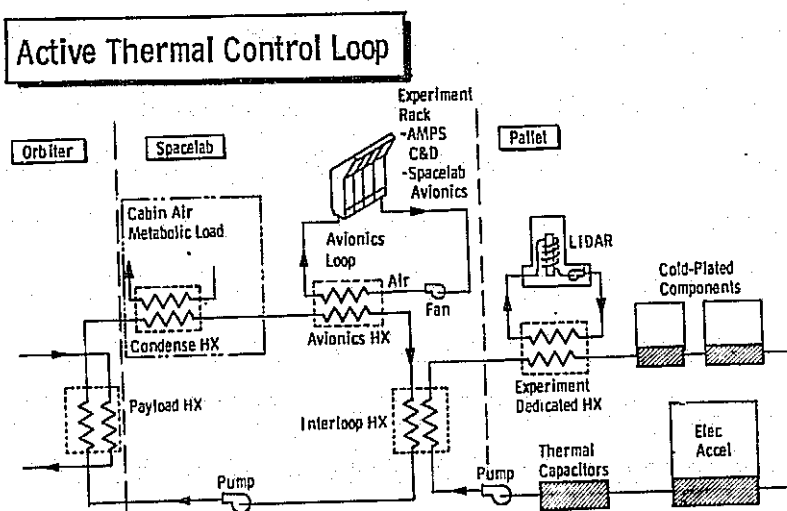 Active Thermal Control Loop
Orbiter
Spacelab
Experiment
Rack
-AMPS
C&D
-Spacelab
Avionics
Pallet
Cabin Air
Metabolic Load
Avionics
Loop
LIDAR
Cold-Plated
Components
Air
Fan
Condense HX
Avionics HX
Experiment
Dedicated HX
Payload HX
Interloop HX
Pump
Pump
Thermal
Capacitors
Elec
Accel